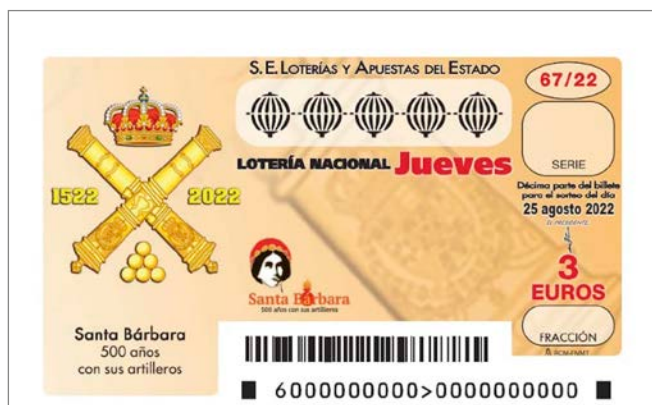 S.E. LOTERÍAS Y APUESTAS DEL ESTADO
67/22
LOTERÍA NACIONAL Jueves
SERIE
Décima parte del billete
para el sorteo del día
25 agosto 2022
EL PRESIDENTE
3
EUROS
FRACCIÓN
1522 2022
Santa Bárbara
500 años con sus artilleros
Santa Bárbara
500 años
con sus artilleros
6000000000>0000000000